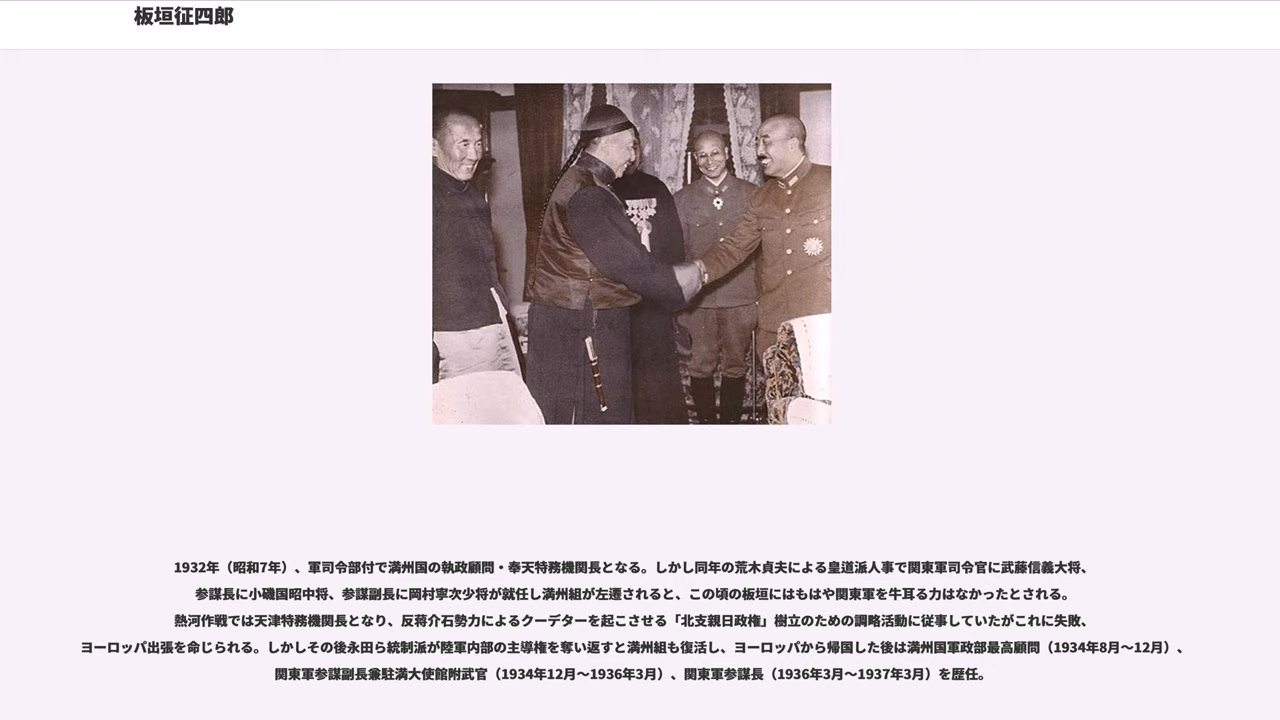 板垣征四郎
1932年（昭和7年）、軍司令部付で満州国の執政顧問・奉天特務機関長となる。しかし同年の荒木貞夫による皇道派人事で関東軍司令官に武藤信義大将、
参謀長に小磯国昭中将、参謀副長に岡村寧次少将が就任し満州組が左遷されると、この頃の板垣にはもはや関東軍を牛耳る力はなかったとされる。
熱河作戦では天津特務機関長となり、反蒋介石勢力によるクーデターを起こさせる「北支親日政権」樹立のための調略活動に従事していたがこれに失敗、
ヨーロッパ出張を命じられる。しかしその後永田ら統制派が陸軍内部の主導権を奪い返すと満州組も復活し、ヨーロッパから帰国した後は満州国軍政部最高顧問（1934年8月〜12月）、
関東軍参謀副長兼駐満大使館附武官（1934年12月〜1936年3月）、関東軍参謀長（1936年3月〜1937年3月）を歴任。